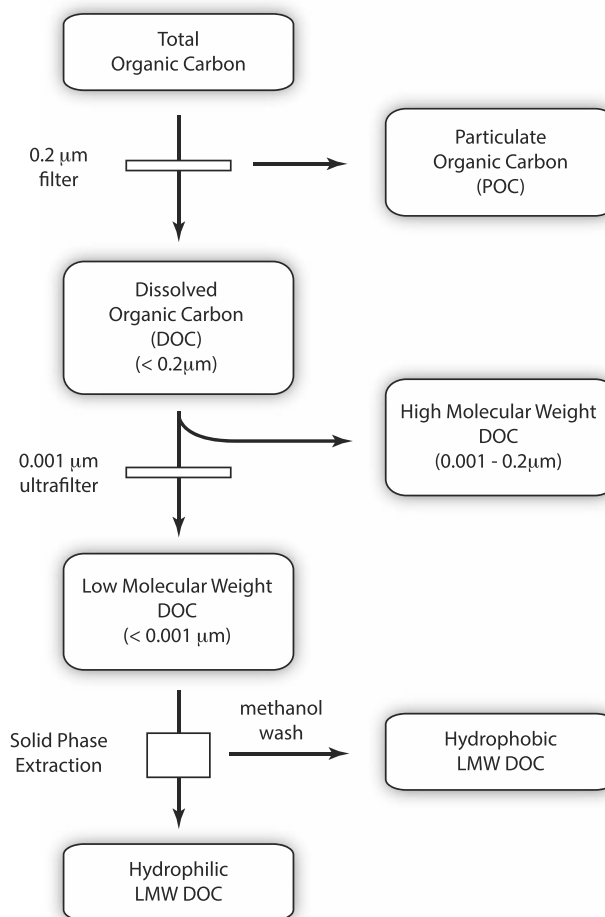 Total
Organic Carbon
0.2 μm
filter
Particulate
Organic Carbon
(POC)
Dissolved
Organic Carbon
(DOC)
(< 0.2μm)
High Molecular Weight
DOC
(0.001 - 0.2μm)
0.001 μm
ultrafilter
Low Molecular Weight
DOC
(< 0.001 μm)
methanol
wash
Solid Phase
Extraction
Hydrophobic
LMW DOC
Hydrophilic
LMW DOC